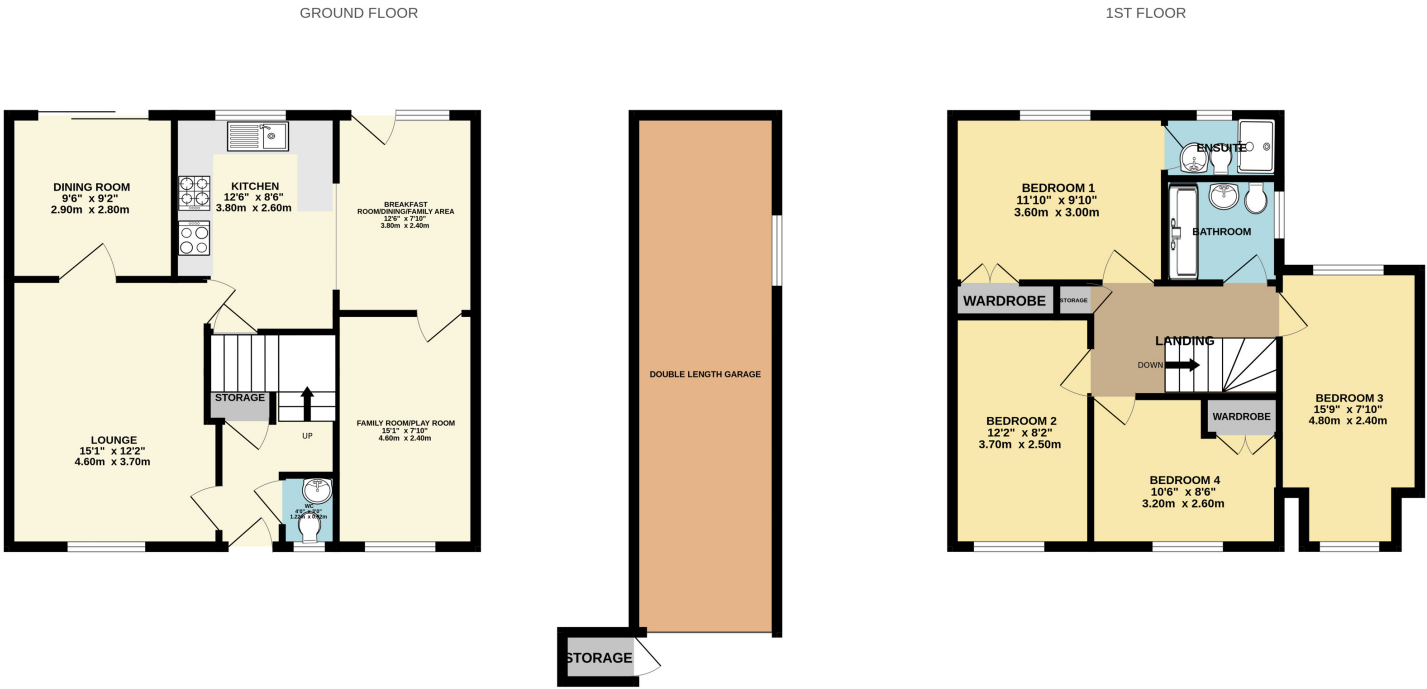 GROUND FLOOR
1ST FLOOR
DINING ROOM
9'6" x 9'2"
2.90m x 2.80m
KITCHEN
12'6" x 8'6"
3.80m x 2.60m
BREAKFAST
ROOM/DINING/FAMILY AREA
12'6" x 7'10"
3.80m x 2.40m
STORAGE
UP
LOUNGE
15'1" x 12'2"
4.60m x 3.70m
FAMILY ROOM/PLAY ROOM
15'1" x 7'10"
4.60m x 2.40m
WC
DOUBLE LENGTH GARAGE
STORAGE
ENSUITE
BEDROOM 1
11'10" x 9'10"
3.60m x 3.00m
BATHROOM
WARDROBE
STORAGE
LANDING
DOWN
BEDROOM 3
15'9" x 7'10"
4.80m x 2.40m
WARDROBE
BEDROOM 2
12'2" x 8'2"
3.70m x 2.50m
BEDROOM 4
10'6" x 8'6"
3.20m x 2.60m